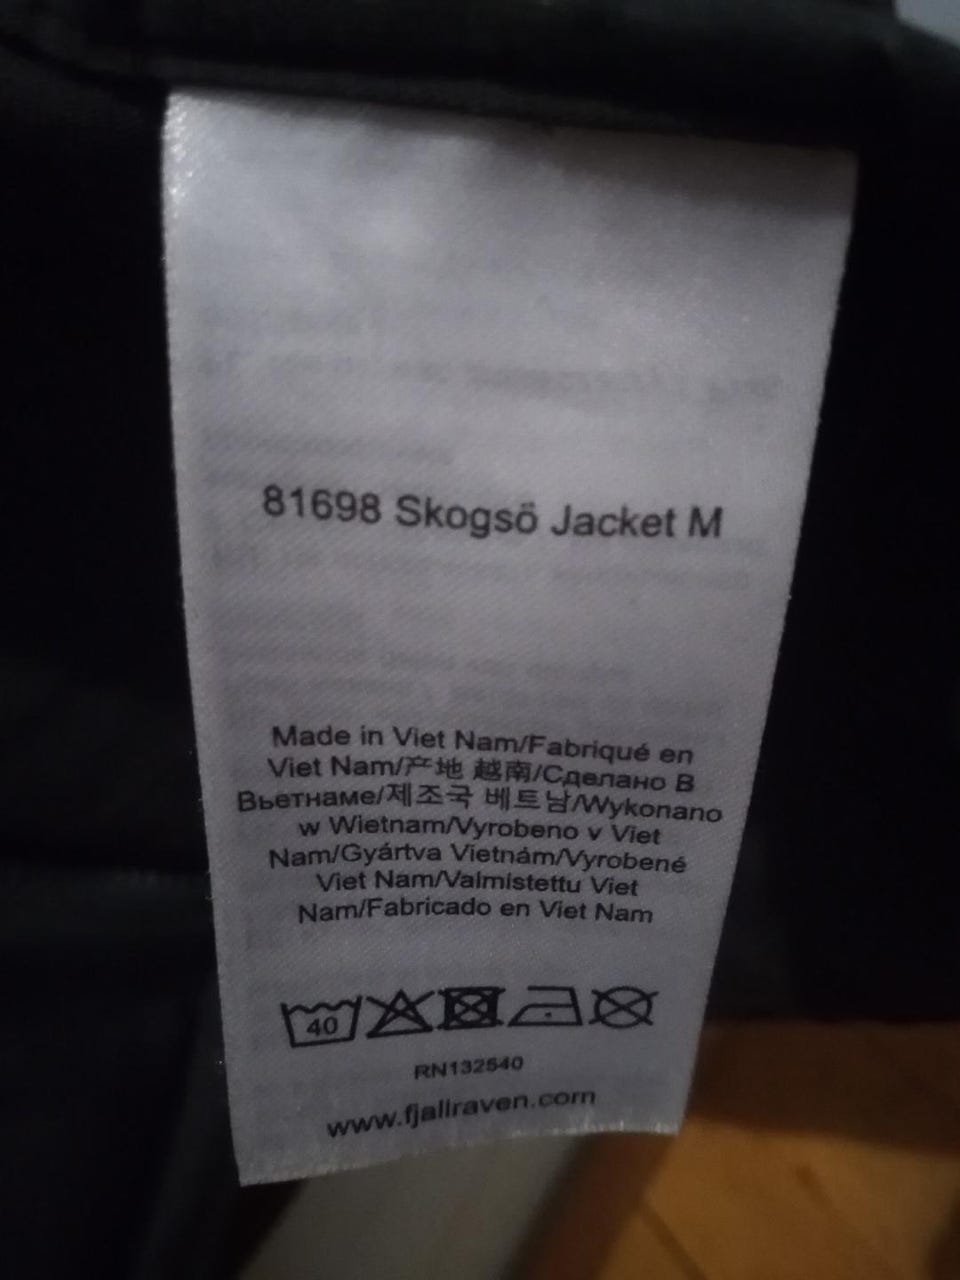 81698 Skogsö Jacket M
Made in Viet Nam/Fabriqué en
Viet Nam/产地 越南/Сделано В
Вьетнаме/제조국 베트남/Wykonano
w Wietnam/Vyrobeno v Viet
Nam/Gyártva Vietnám/Vyrobené
Viet Nam/Valmistettu Viet
Nam/Fabricado en Viet Nam
40
RN132540
www.fjallraven.com